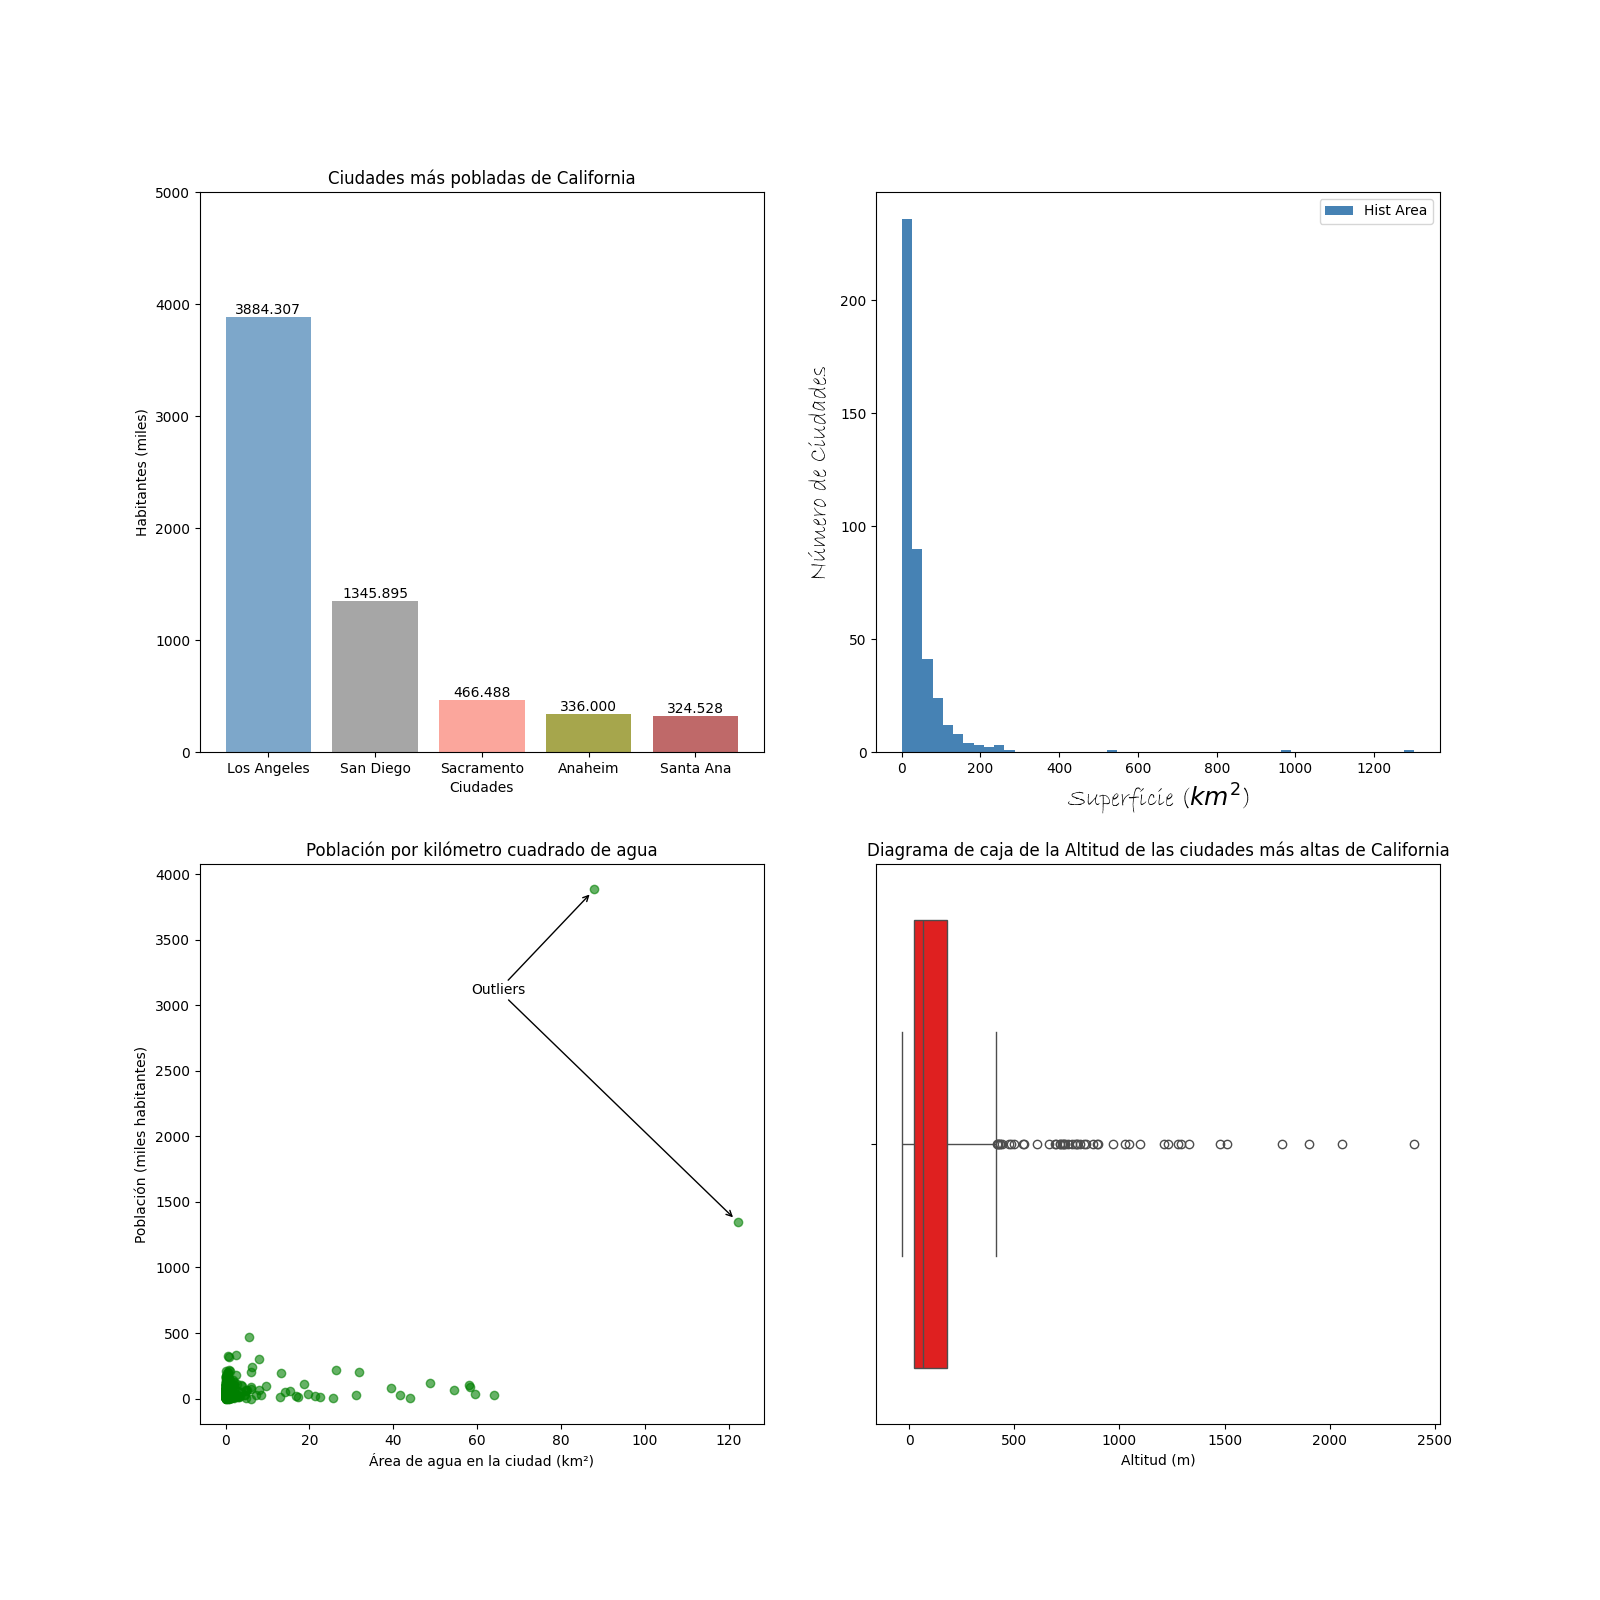 Ciudades más pobladas de California
5000
4000
3000
2000
1000
0
Habitantes (miles)
3884.307
1345.895
466.488
336.000
324.528
Los Angeles San Diego Sacramento Anaheim Santa Ana
Ciudades
Hist Area
200
150
100
50
0
Número de Ciudades
0 200 400 600 800 1000 1200
Superficie (km²)
Población por kilómetro cuadrado de agua
4000
3500
3000
2500
2000
1500
1000
500
0
Población (miles habitantes)
Outliers
0 20 40 60 80 100 120
Área de agua en la ciudad (km²)
Diagrama de caja de la Altitud de las ciudades más altas de California
0 500 1000 1500 2000 2500
Altitud (m)